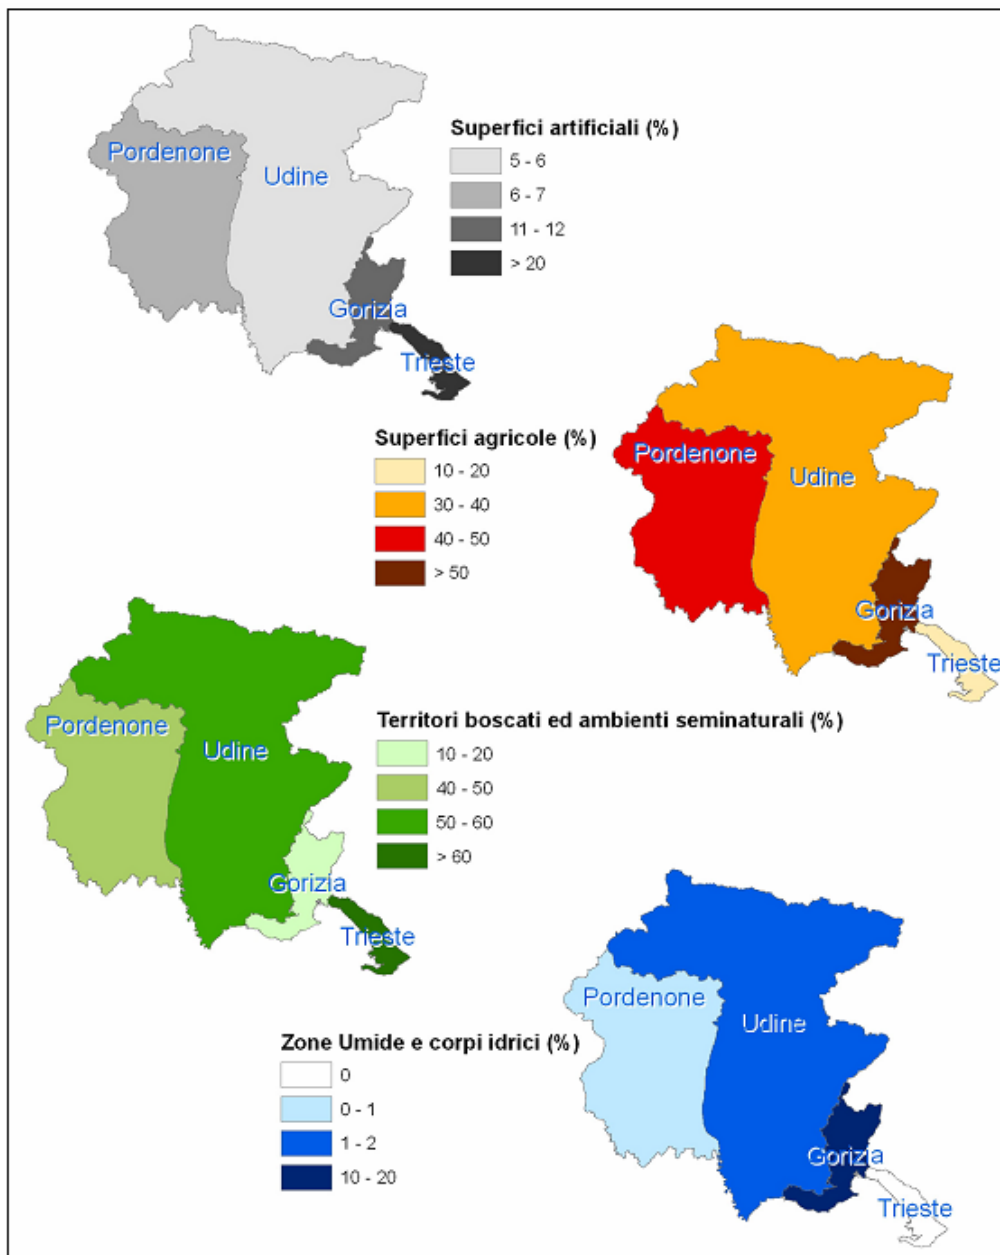 Superfici artificiali (%)
5 - 6
6 - 7
11 - 12
> 20
Pordenone
Udine
Gorizia
Trieste
Superfici agricole (%)
10 - 20
30 - 40
40 - 50
> 50
Pordenone
Udine
Gorizia
Trieste
Territori boscati ed ambienti seminaturali (%)
10 - 20
40 - 50
50 - 60
> 60
Pordenone
Udine
Gorizia
Trieste
Zone Umide e corpi idrici (%)
0
0 - 1
1 - 2
10 - 20
Pordenone
Udine
Gorizia
Trieste